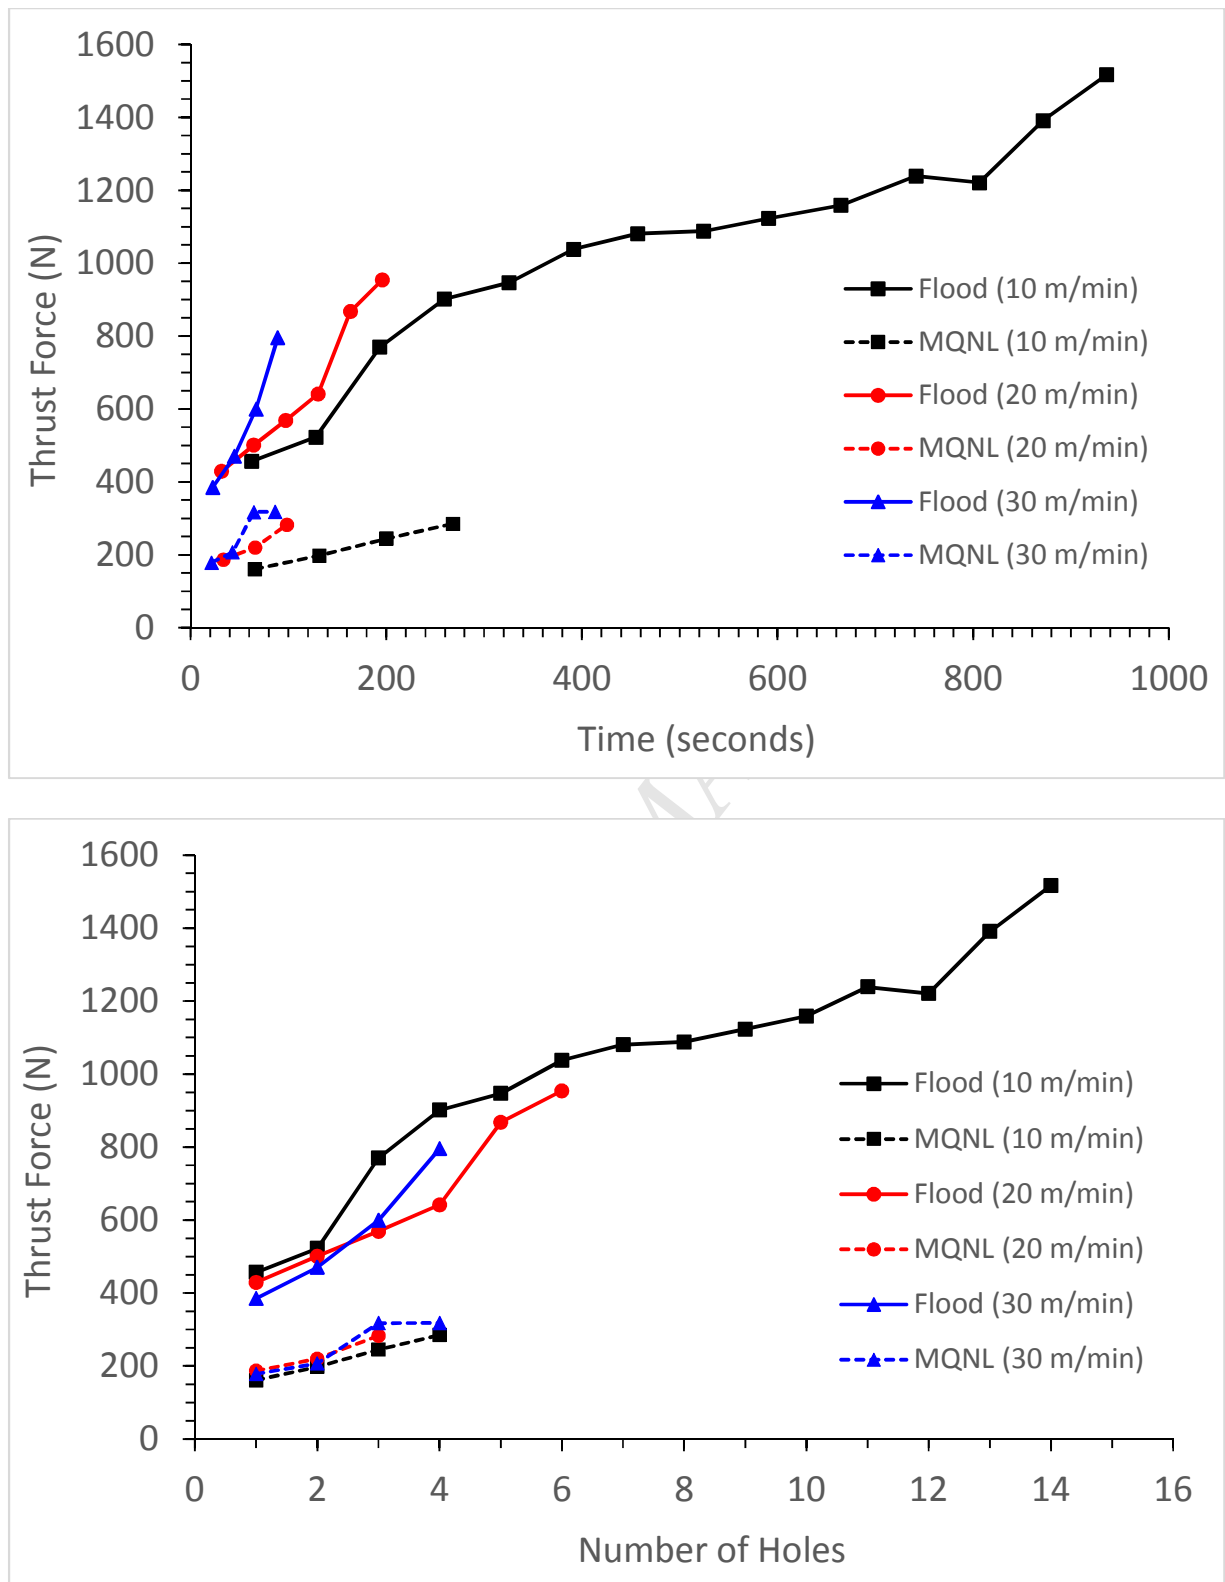 1600
1400
1200
1000
800
600
400
200
0
Thrust Force (N)
Flood (10 m/min)
MQNL (10 m/min)
Flood (20 m/min)
MQNL (20 m/min)
Flood (30 m/min)
MQNL (30 m/min)
0 200 400 600 800 1000
Time (seconds)
1600
1400
1200
1000
800
600
400
200
0
Thrust Force (N)
Flood (10 m/min)
MQNL (10 m/min)
Flood (20 m/min)
MQNL (20 m/min)
Flood (30 m/min)
MQNL (30 m/min)
0 2 4 6 8 10 12 14 16
Number of Holes